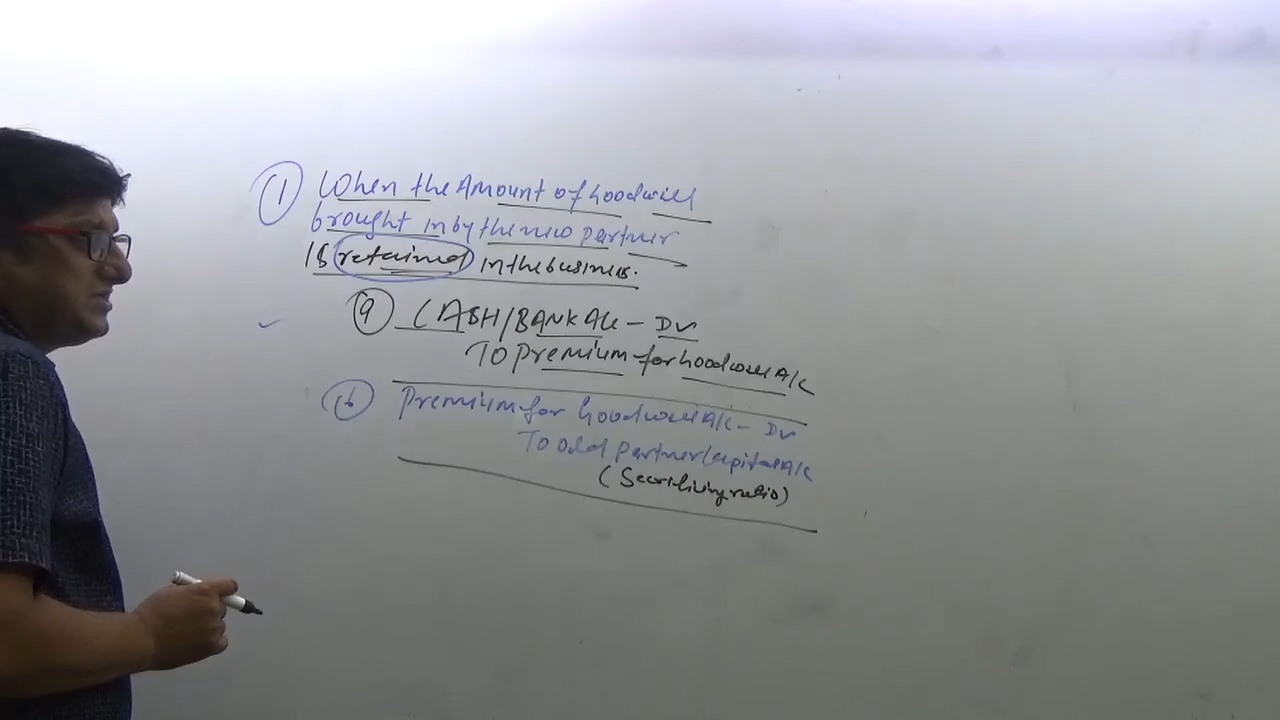 ① When the Amount of Goodwill
brought in by the new partner
is retained in the business.
(a) CASH/BANK A/c - Dr
To Premium for Goodwill A/c
(b) Premium for Goodwill A/c - Dr
To Old Partner Capital A/c
(Sacrificing ratio)